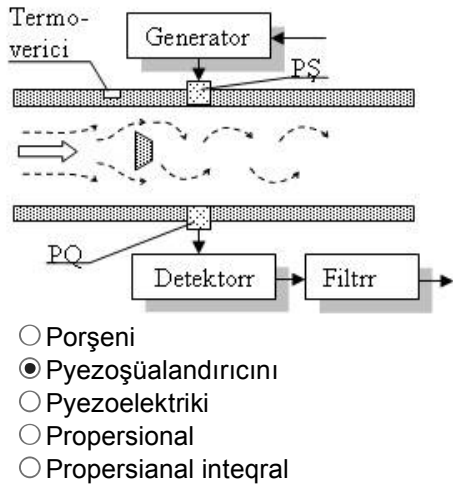 Termo-
verici
Generator
PŞ
PQ
Detektorr
Filtrr
Porşeni
Pyezoşüalandırıcını
Pyezoelektriki
Propersional
Propersianal inteqral